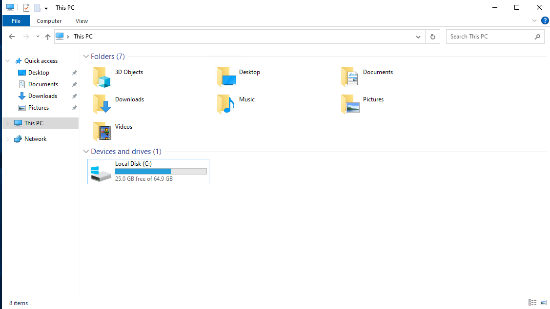 This PC
File Computer View
This PC
Search This PC
Quick access
Desktop
Documents
Downloads
Pictures
This PC
Network
Folders (7)
3D Objects
Desktop
Documents
Downloads
Music
Pictures
Videos
Devices and drives (1)
Local Disk (C:)
25.0 GB free of 64.0 GB
3 items